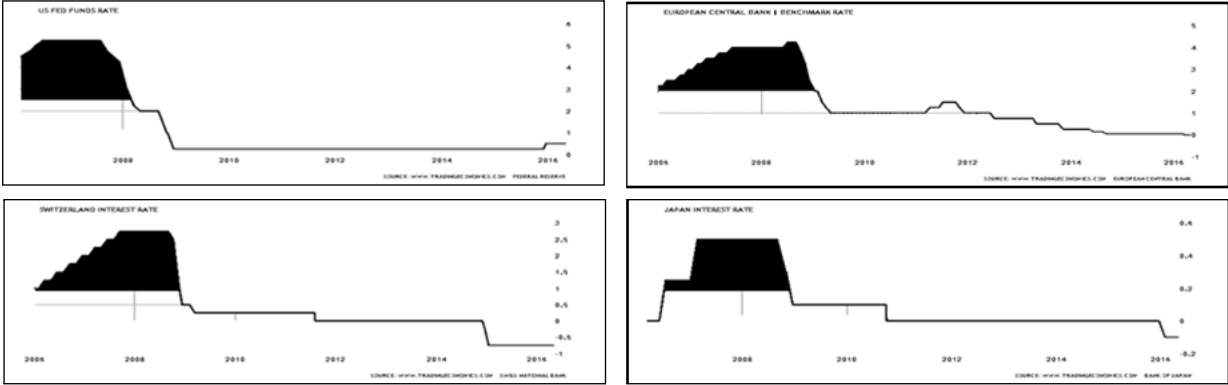 US FED FUNDS RATE
6
5
4
3
2
1
0
2008 2010 2012 2014 2016
SOURCE: WWW.TRADINGECONOMICS.COM FEDERAL RESERVE
EUROPEAN CENTRAL BANK | BENCHMARK RATE
5
4
3
2
1
0
-1
2006 2008 2010 2012 2014 2016
SOURCE: WWW.TRADINGECONOMICS.COM EUROPEAN CENTRAL BANK
SWITZERLAND INTEREST RATE
3
2.5
2
1.5
1
0.5
0
-0.5
-1
2006 2008 2010 2012 2014 2016
SOURCE: WWW.TRADINGECONOMICS.COM SWISS NATIONAL BANK
JAPAN INTEREST RATE
0.6
0.4
0.2
0
-0.2
2008 2010 2012 2014 2016
SOURCE: WWW.TRADINGECONOMICS.COM BANK OF JAPAN